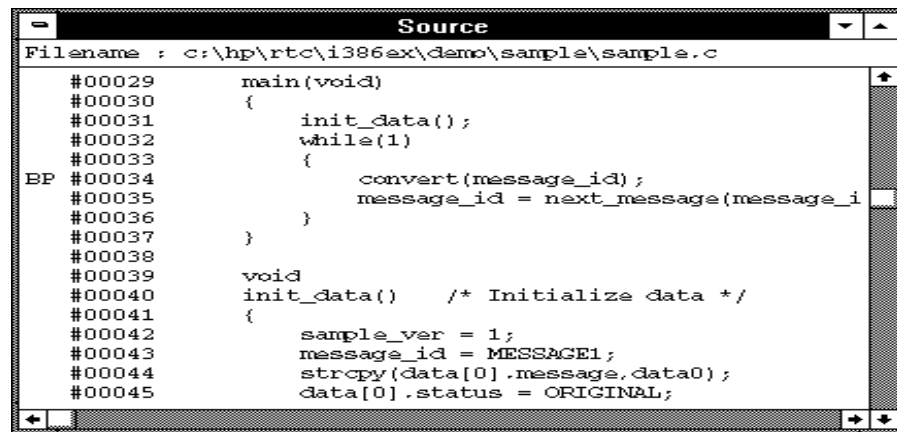 Source
Filename : c:\hp\rtc\i386ex\demo\sample\sample.c
#00029 main(void)
#00030 {
#00031 init_data();
#00032 while(1)
#00033 {
BP #00034 convert(message_id);
#00035 message_id = next_message(message_i
#00036 }
#00037 }
#00038
#00039 void
#00040 init_data() /* Initialize data */
#00041 {
#00042 sample_ver = 1;
#00043 message_id = MESSAGE1;
#00044 strcpy(data[0].message,data0);
#00045 data[0].status = ORIGINAL;